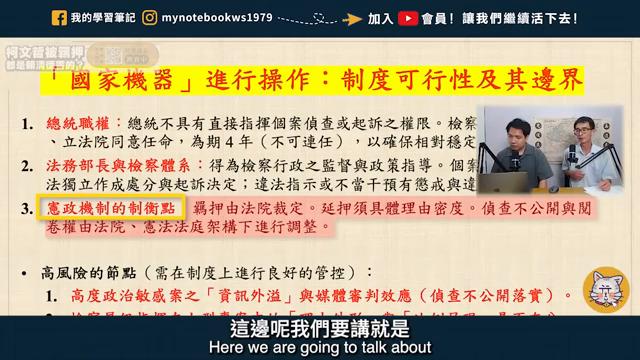 我的學習筆記 mynotebookws1979 加入 會員！讓我們繼續活下去！
柯文哲被羈押
「國家機器」進行操作：制度可行性及其邊界
1. 總統職權：總統不具有直接指揮個案偵查或起訴之權限。檢察
、立法院同意任命，為期 4 年（不可連任），以確保相對穩定
2. 法務部長與檢察體系：得為檢察行政之監督與政策指導。個案
法獨立作成處分與起訴決定；違法指示或不當干預有懲戒與違
3. 憲政機制的制衡點 羈押由法院裁定。延押須具體理由密度。偵查不公開與閱
卷權由法院、憲法法庭架構下進行調整。
• 高風險的節點（需在制度上進行良好的管控）：
1. 高度政治敏感案之「資訊外溢」與媒體審判效應（偵查不公開落實）。
這邊呢我們要講就是
Here we are going to talk about